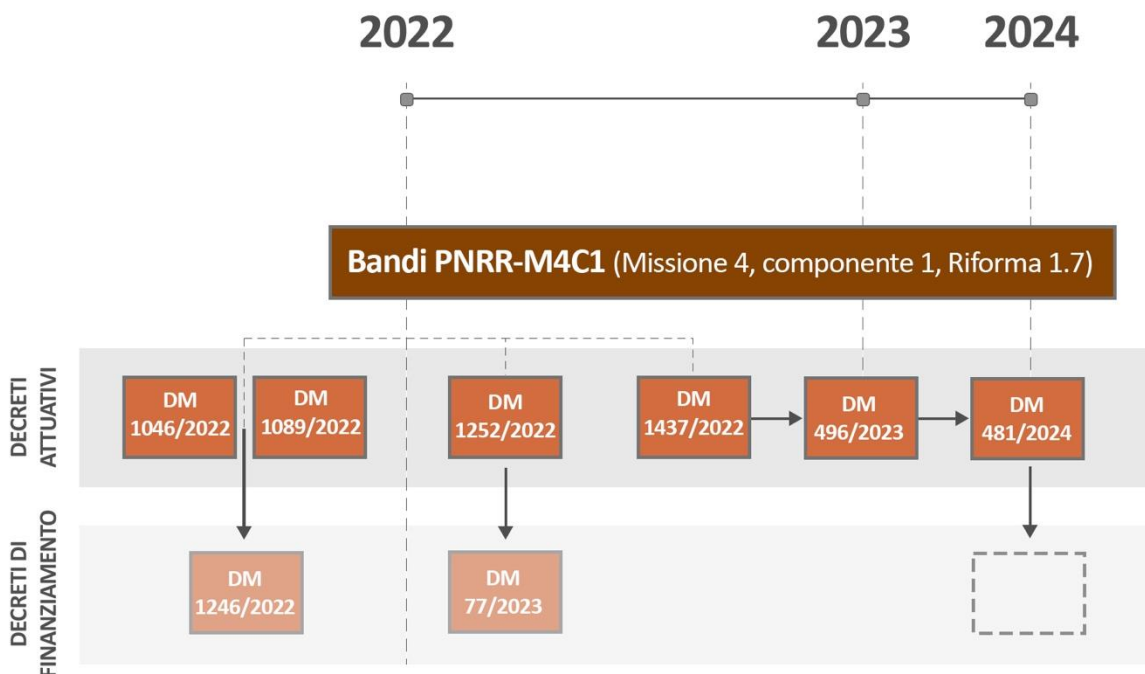 2022
2023
2024
Bandi PNRR-M4C1 (Missione 4, componente 1, Riforma 1.7)
DECRETI
ATTUATIVI
DM
1046/2022
DM
1089/2022
DM
1252/2022
DM
1437/2022
DM
496/2023
DM
481/2024
DECRETI DI
FINANZIAMENTO
DM
1246/2022
DM
77/2023